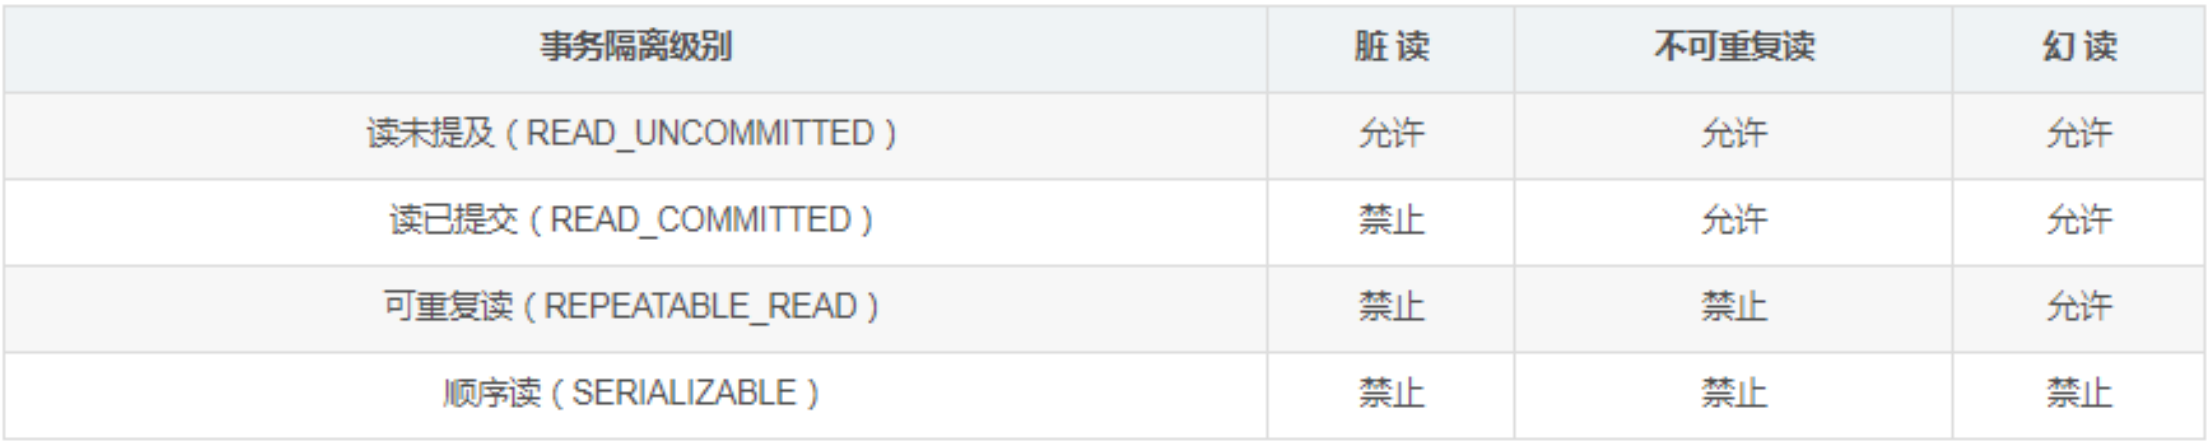 事务隔离级别 脏 读 不可重复读 幻 读
读未提及（READ_UNCOMMITTED） 允许 允许 允许
读已提交（READ_COMMITTED） 禁止 允许 允许
可重复读（REPEATABLE_READ） 禁止 禁止 允许
顺序读（SERIALIZABLE） 禁止 禁止 禁止